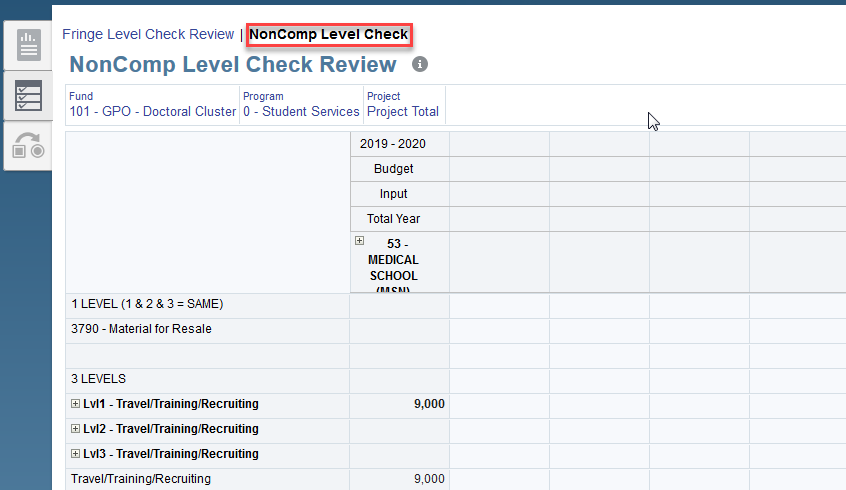 Fringe Level Check Review | NonComp Level Check
NonComp Level Check Review
Fund Program Project
101 - GPO - Doctoral Cluster 0 - Student Services Project Total
2019 - 2020
Budget
Input
Total Year
53 -
MEDICAL
SCHOOL
(MSN)
1 LEVEL (1 & 2 & 3 = SAME)
3790 - Material for Resale
3 LEVELS
Lvl1 - Travel/Training/Recruiting 9,000
Lvl2 - Travel/Training/Recruiting
Lvl3 - Travel/Training/Recruiting
Travel/Training/Recruiting 9,000